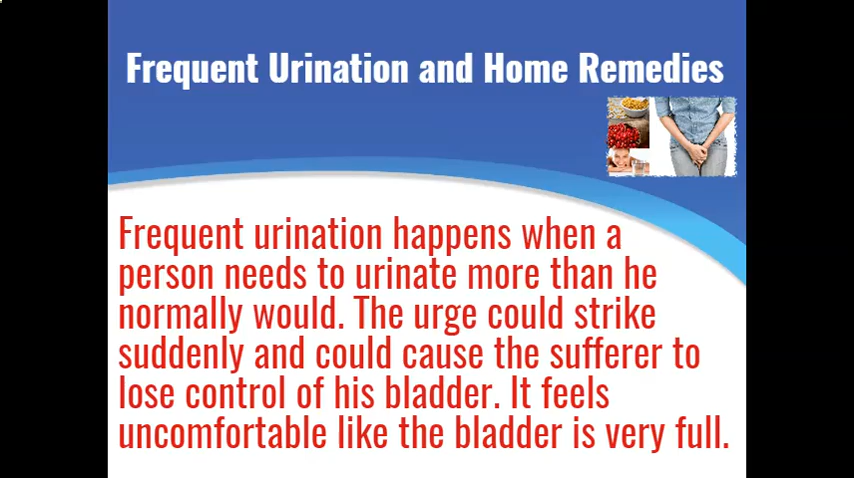 Frequent Urination and Home Remedies
Frequent urination happens when a
person needs to urinate more than he
normally would. The urge could strike
suddenly and could cause the sufferer to
lose control of his bladder. It feels
uncomfortable like the bladder is very full.